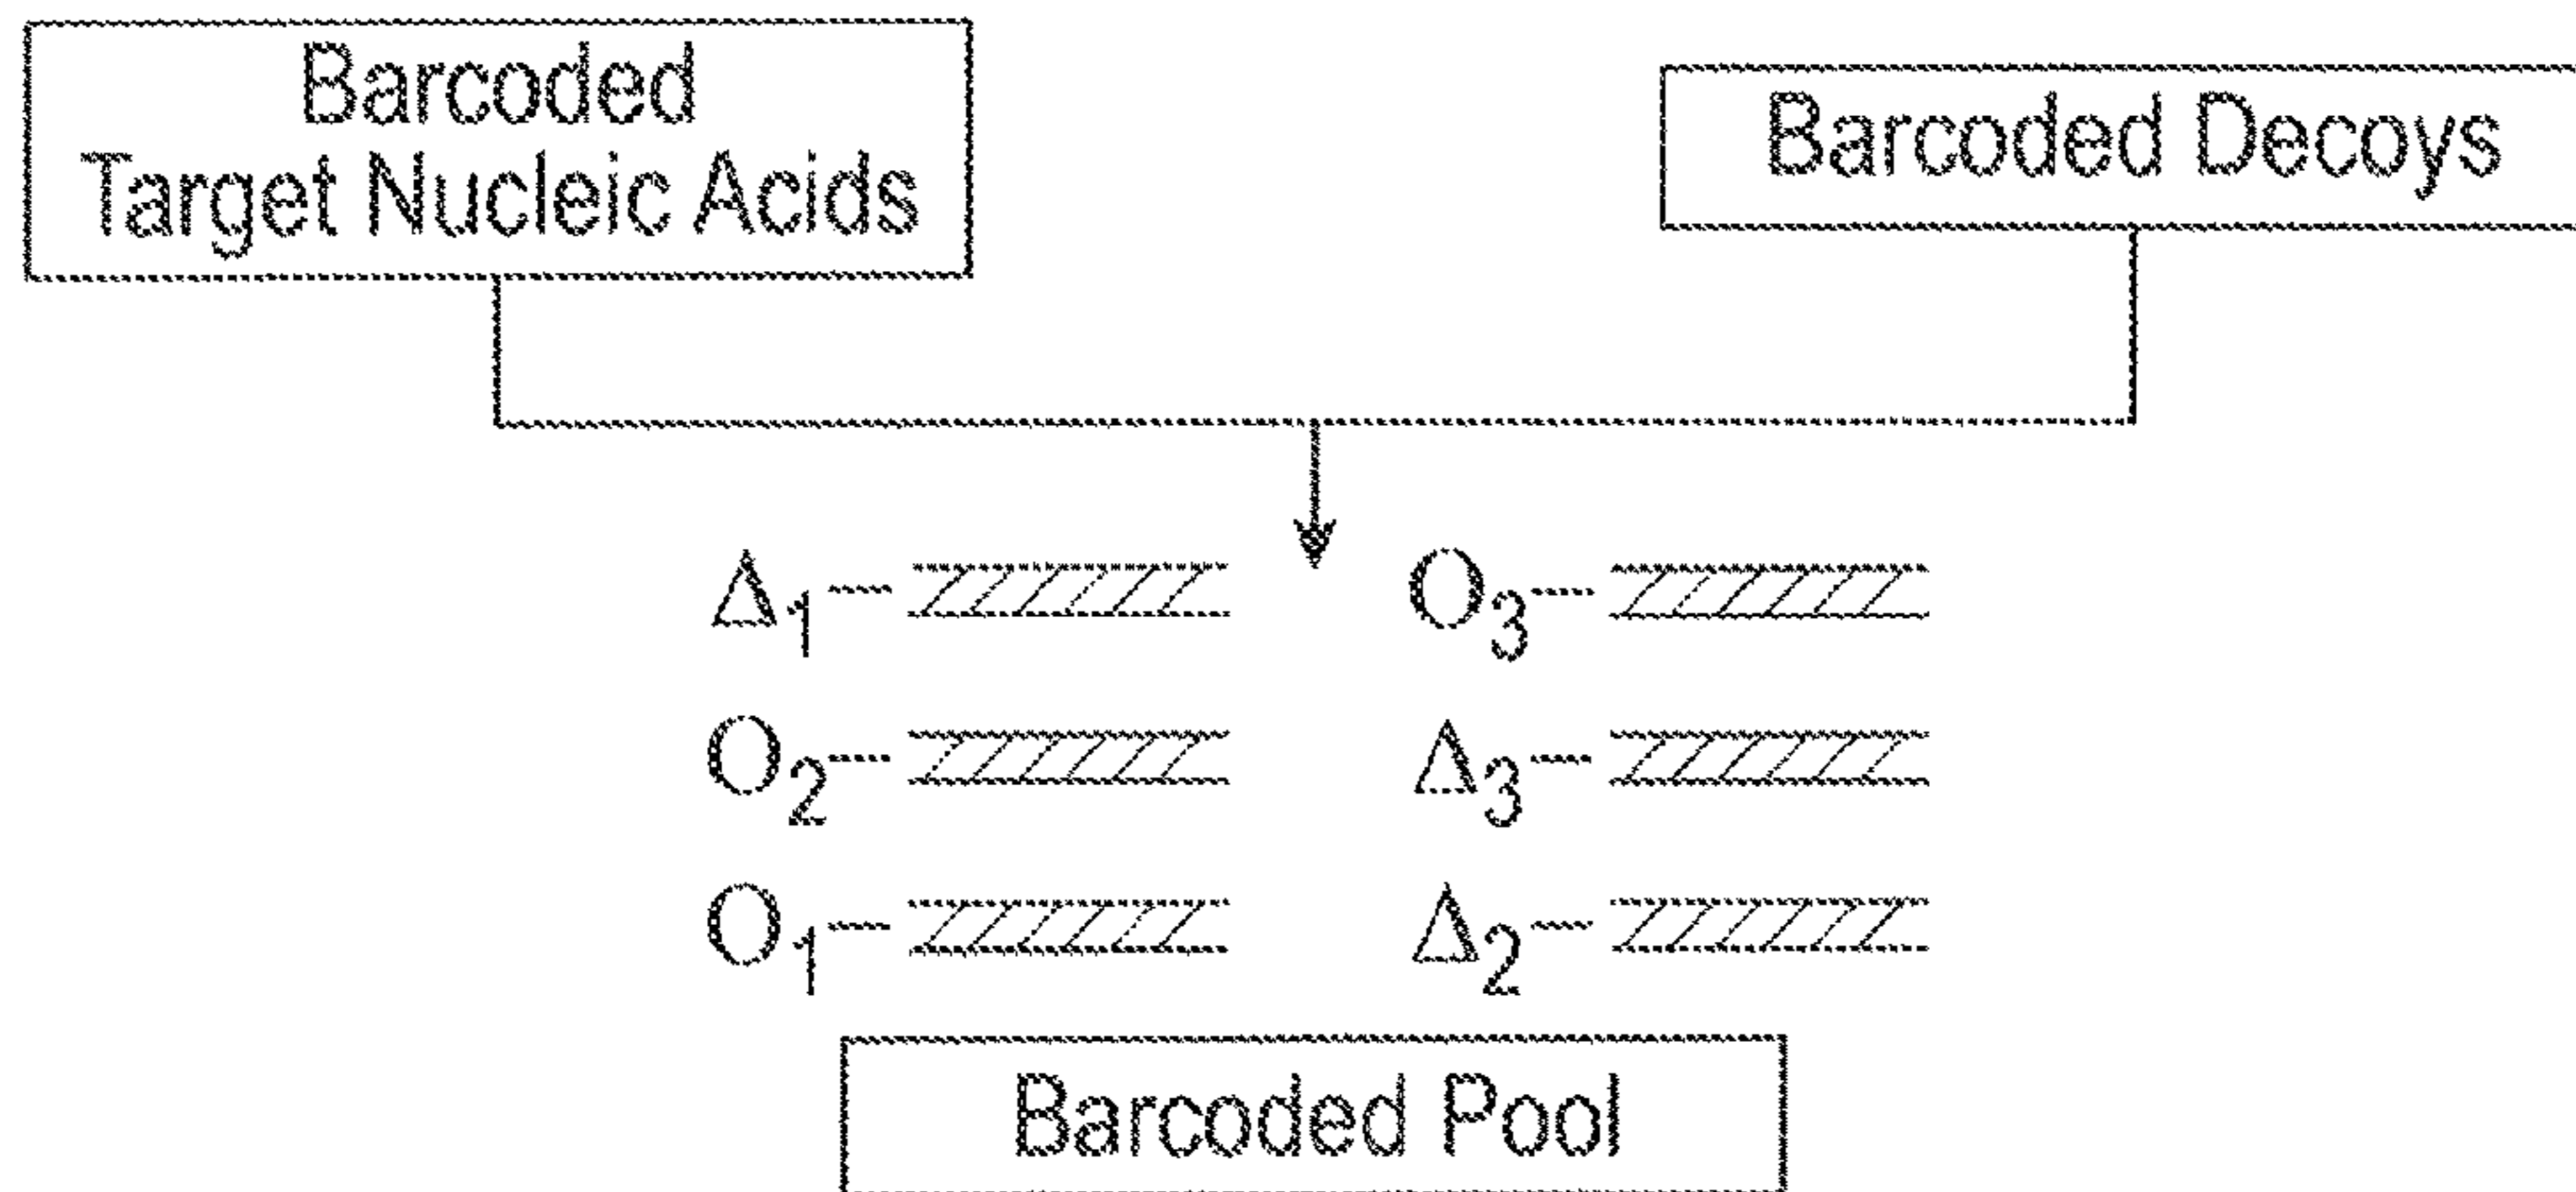 Barcoded
Target Nucleic Acids
Barcoded Decoys
Δ1 O3
O2 Δ3
O1 Δ2
Barcoded Pool